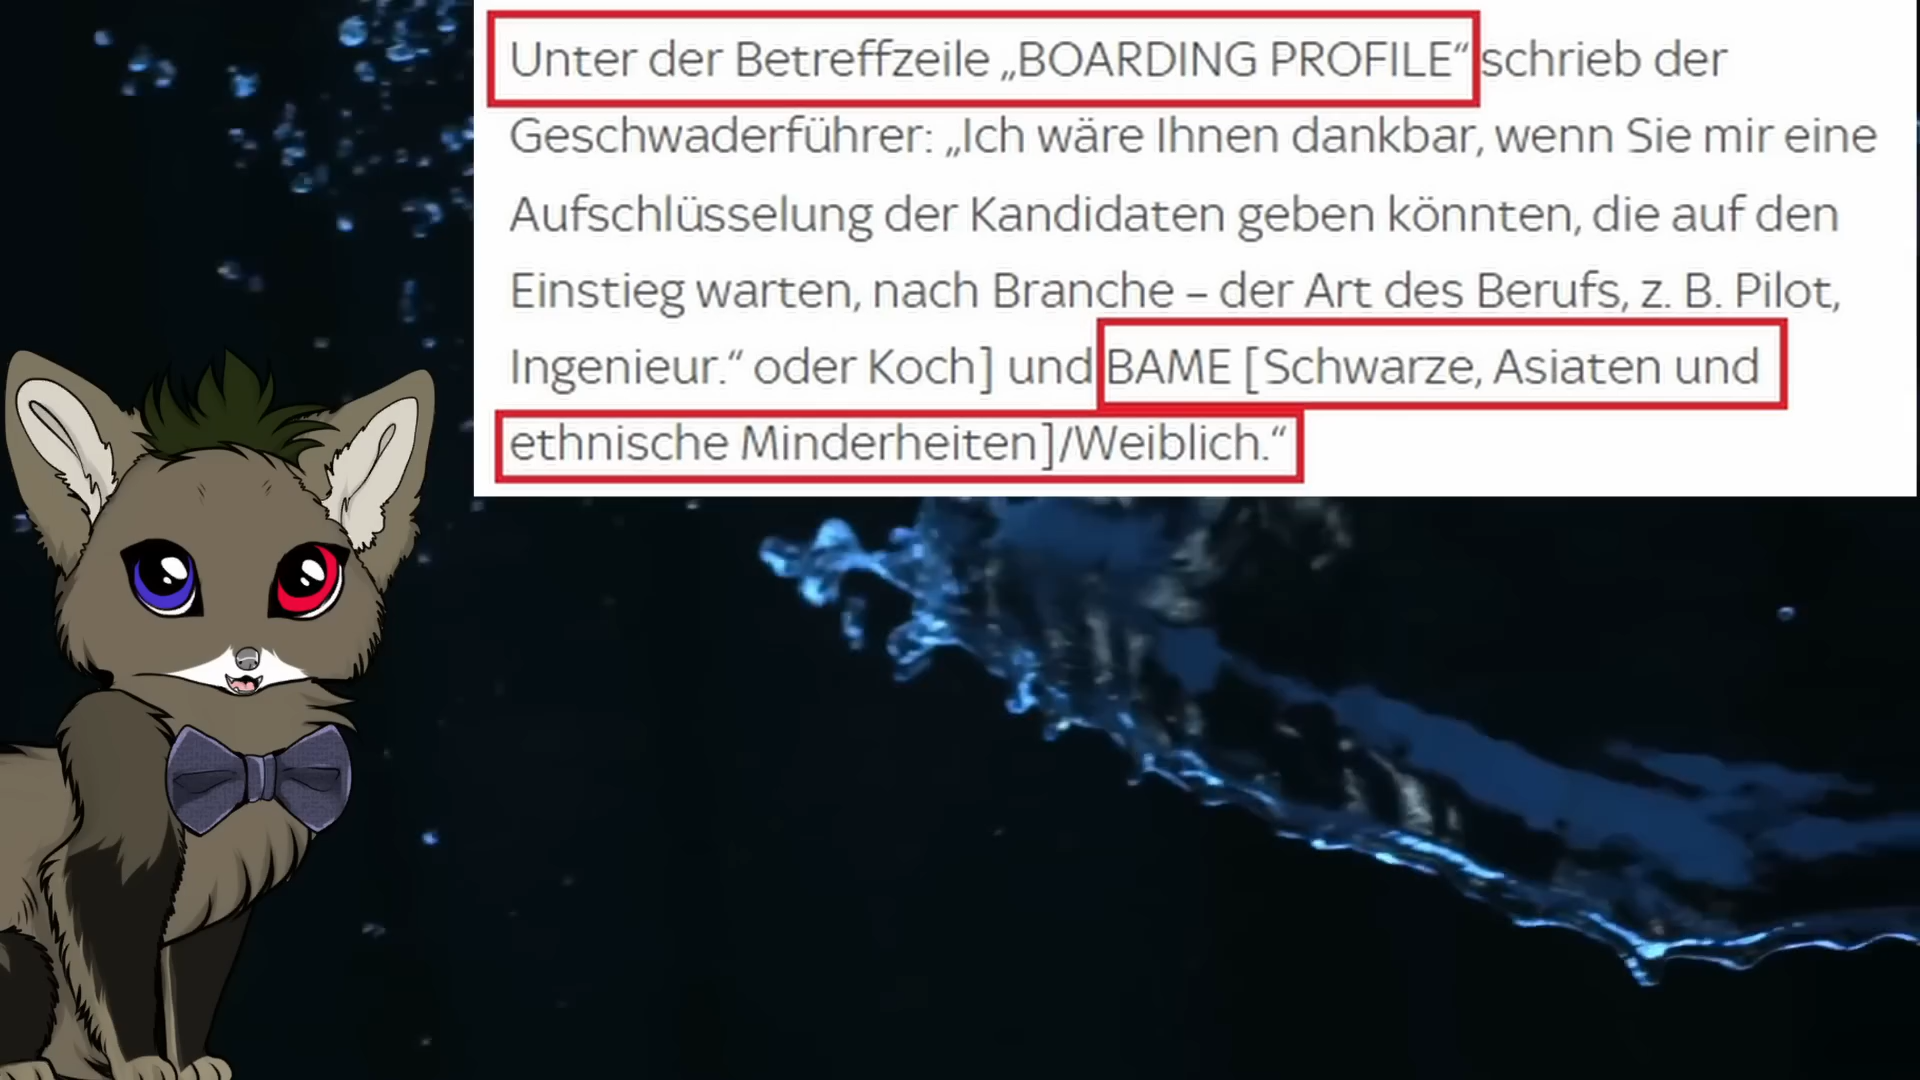 Unter der Betreffzeile „BOARDING PROFILE“ schrieb der
Geschwaderführer: „Ich wäre Ihnen dankbar, wenn Sie mir eine
Aufschlüsselung der Kandidaten geben könnten, die auf den
Einstieg warten, nach Branche – der Art des Berufs, z. B. Pilot,
Ingenieur.“ oder Koch] und BAME [Schwarze, Asiaten und
ethnische Minderheiten]/Weiblich.“